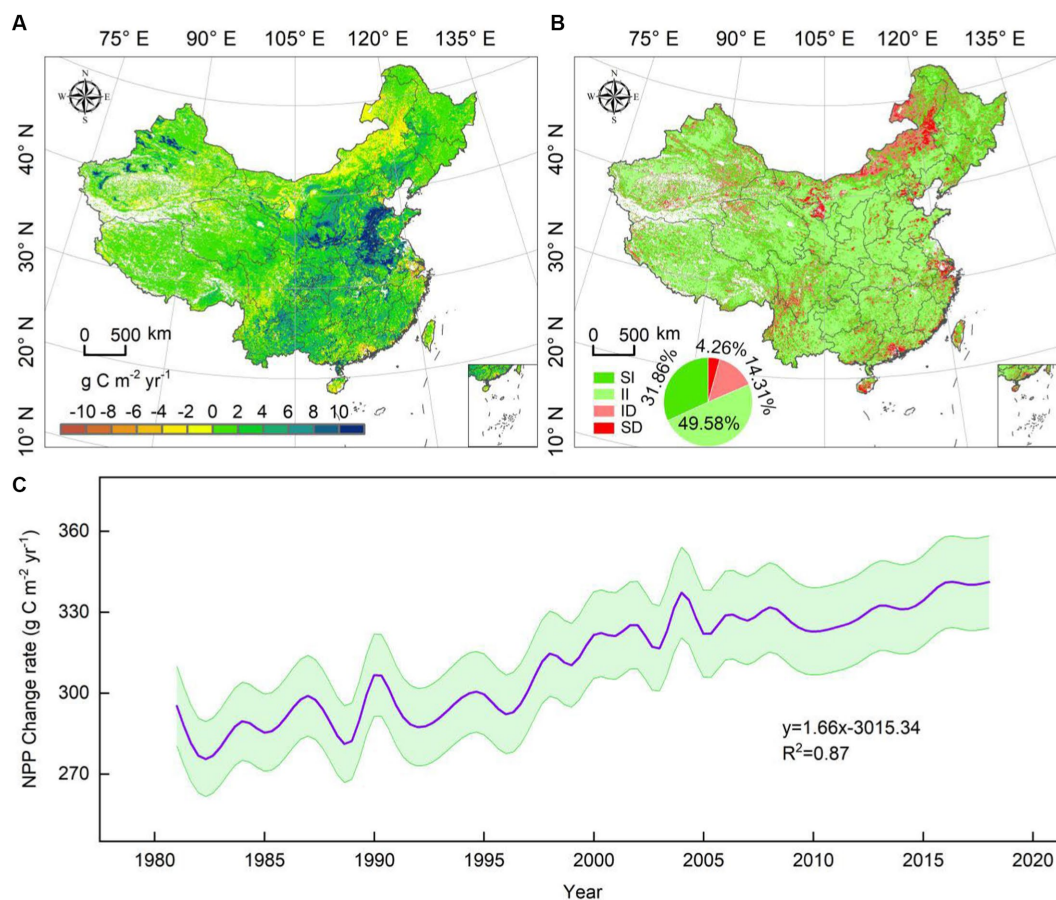 A
75° E 90° E 105° E 120° E 135° E
N
W E
S
40° N
30° N
20° N
10° N
0 500 km
g C m⁻² yr⁻¹
-10 -8 -6 -4 -2 0 2 4 6 8 10
B
75° E 90° E 105° E 120° E 135° E
N
W E
S
40° N
30° N
20° N
10° N
0 500 km
SI
II
ID
SD
4.26%
14.31%
31.86%
49.58%
C
NPP Change rate (g C m⁻² yr⁻¹)
360
330
300
270
y=1.66x-3015.34
R²=0.87
1980 1985 1990 1995 2000 2005 2010 2015 2020
Year